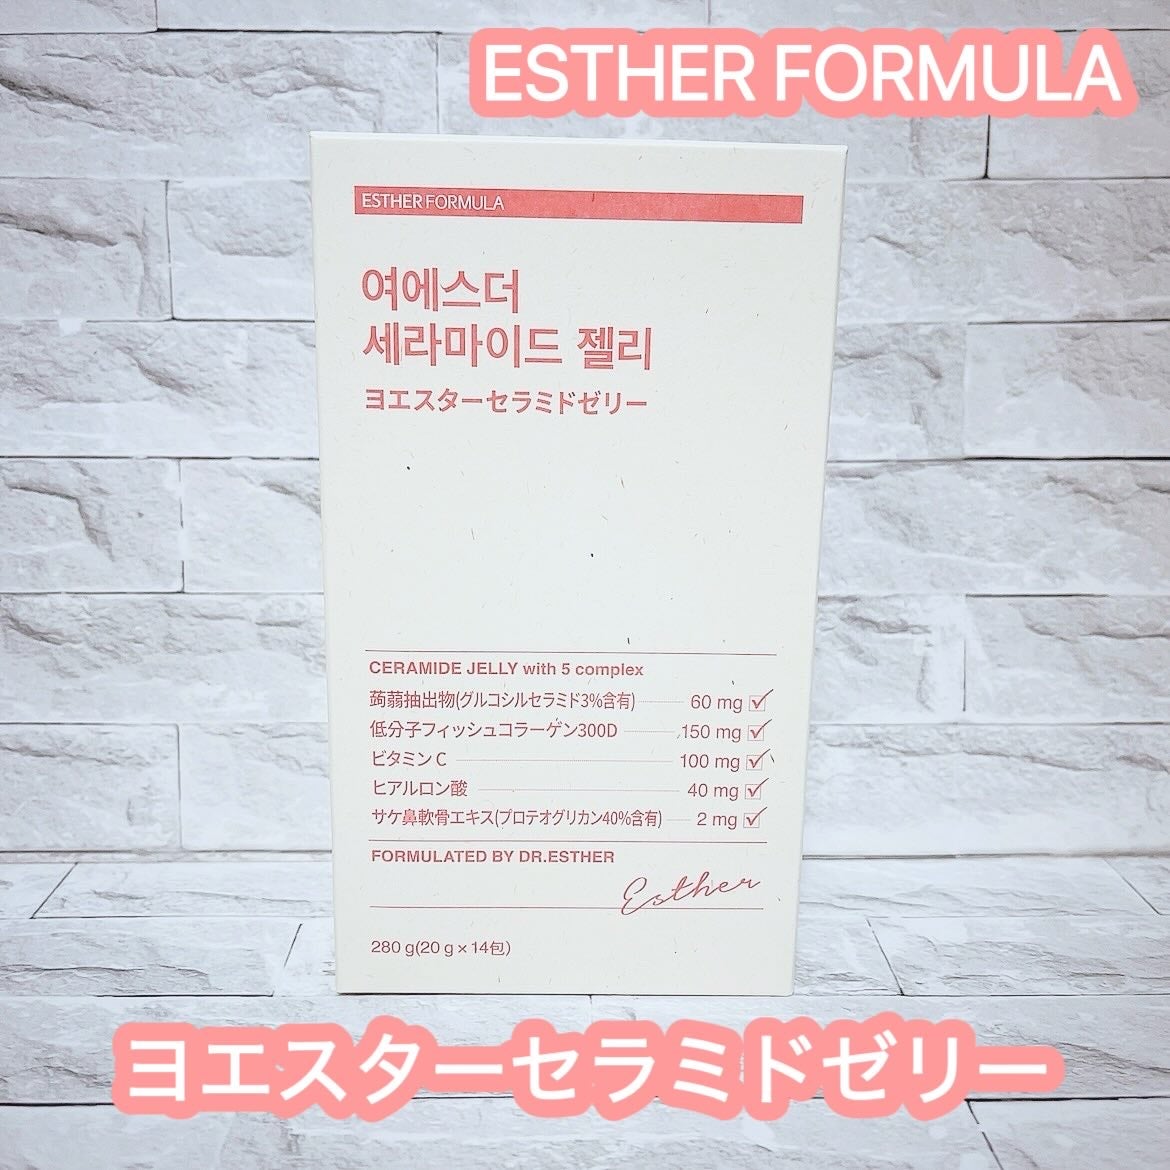 ESTHER FORMULA
ESTHER FORMULA
여에스더
세라마이드 젤리
ヨエスターセラミドゼリー
CERAMIDE JELLY with 5 complex
蒟蒻抽出物(グルコシルセラミド3%含有) 60 mg
低分子フィッシュコラーゲン300D 150 mg
ビタミンC 100 mg
ヒアルロン酸 40 mg
サケ鼻軟骨エキス(プロテオグリカン40%含有) 2 mg
FORMULATED BY DR.ESTHER
Esther
280 g(20 g × 14包)
ヨエスターセラミドゼリー